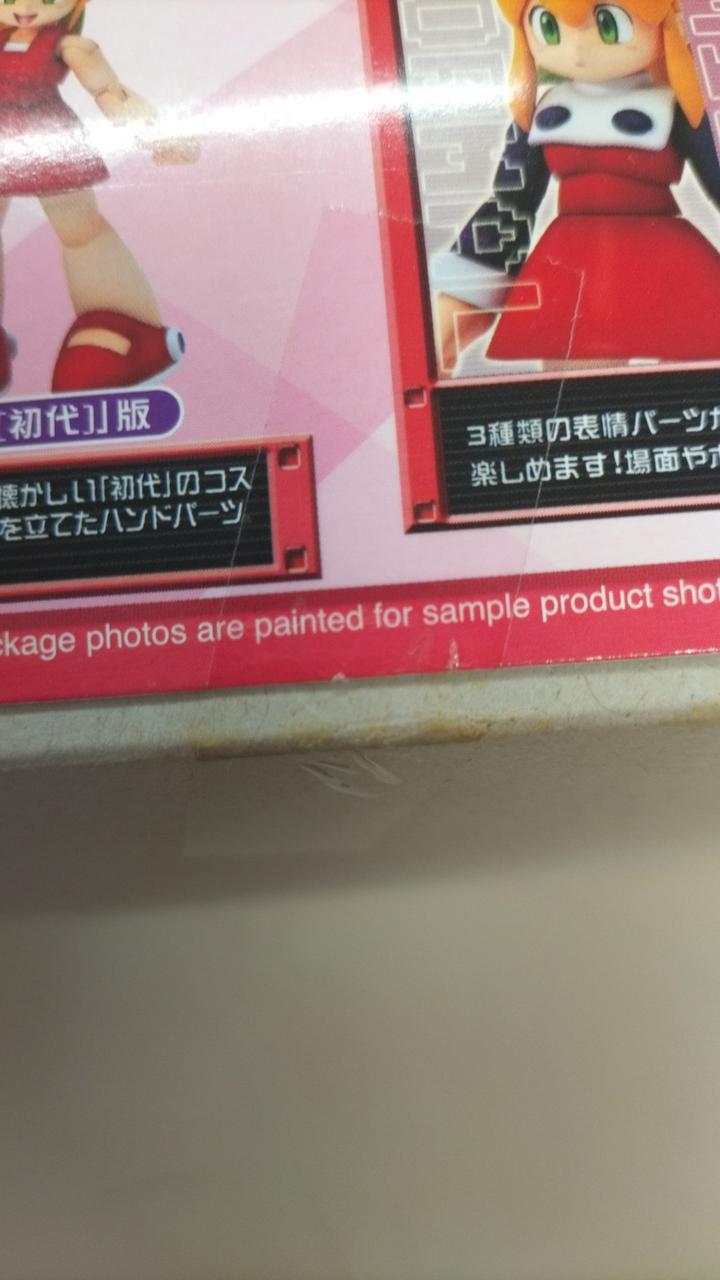 [初代]」版
懐かしい「初代」のコス
を立てたハンドパーツ
3種類の表情パーツが
楽しめます!場面や
ckage photos are painted for sample product shot